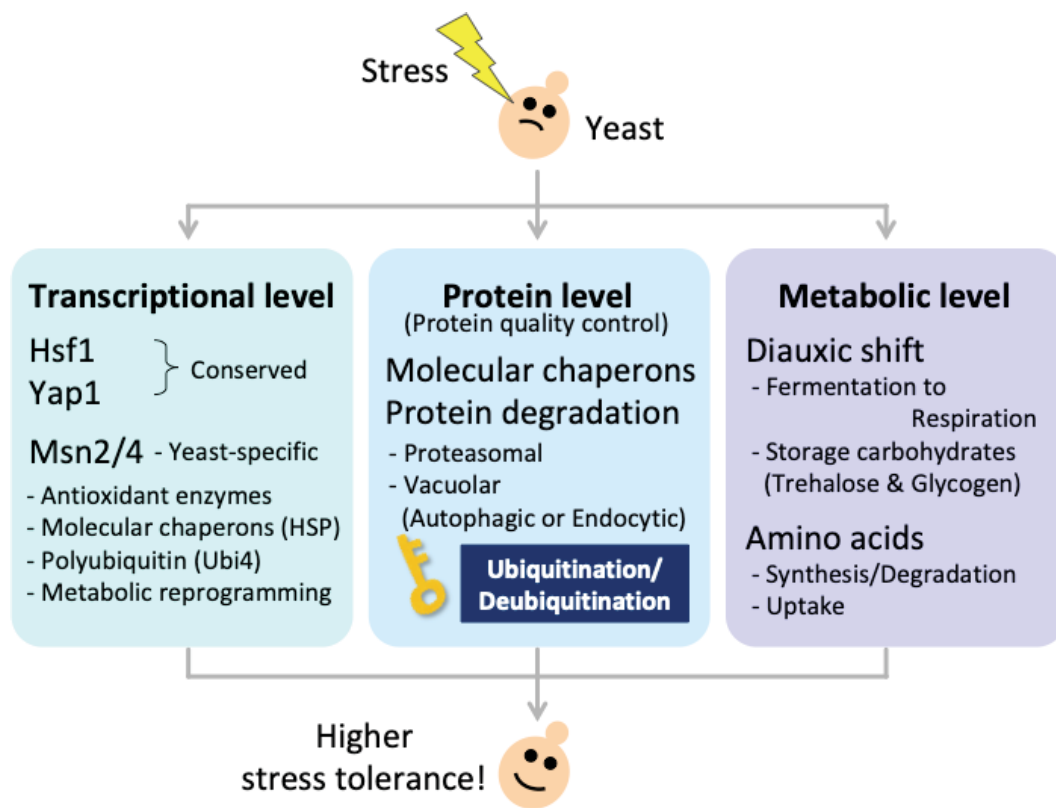 Stress
Yeast
Transcriptional level
Hsf1
Yap1
Conserved
Msn2/4 - Yeast-specific
- Antioxidant enzymes
- Molecular chaperons (HSP)
- Polyubiquitin (Ubi4)
- Metabolic reprogramming
Protein level
(Protein quality control)
Molecular chaperons
Protein degradation
- Proteasomal
- Vacuolar
(Autophagic or Endocytic)
Ubiquitination/
Deubiquitination
Metabolic level
Diauxic shift
- Fermentation to
Respiration
- Storage carbohydrates
(Trehalose & Glycogen)
Amino acids
- Synthesis/Degradation
- Uptake
Higher
stress tolerance!